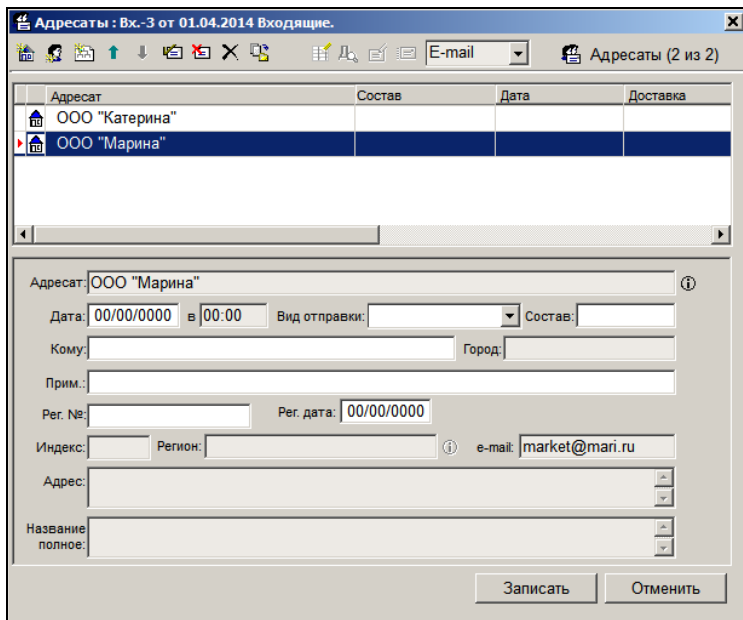 Адресаты : Вх.-3 от 01.04.2014 Входящие.
E-mail Адресаты (2 из 2)
Адресат Состав Дата Доставка
ООО "Катерина"
ООО "Марина"
Адресат: ООО "Марина"
Дата: 00/00/0000 в 00:00 Вид отправки: Состав:
Кому: Город:
Прим.:
Рег. №: Рег. дата: 00/00/0000
Индекс: Регион: e-mail: market@mari.ru
Адрес:
Название
полное:
Записать Отменить